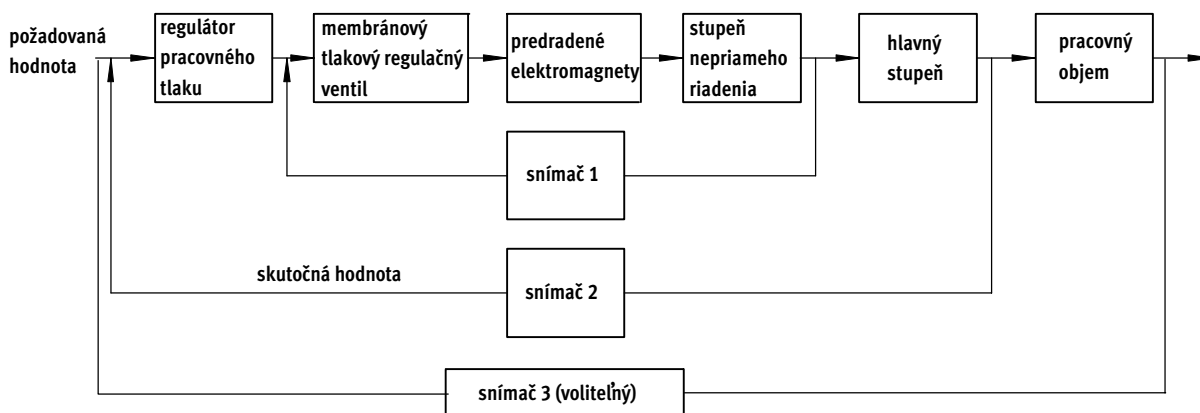 požadovaná
hodnota
regulátor
pracovného
tlaku
membránový
tlakový regulačný
ventil
predradené
elektromagnety
stupeň
nepriameho
riadenia
hlavný
stupeň
pracovný
objem
snímač 1
skutočná hodnota
snímač 2
snímač 3 (voliteľný)